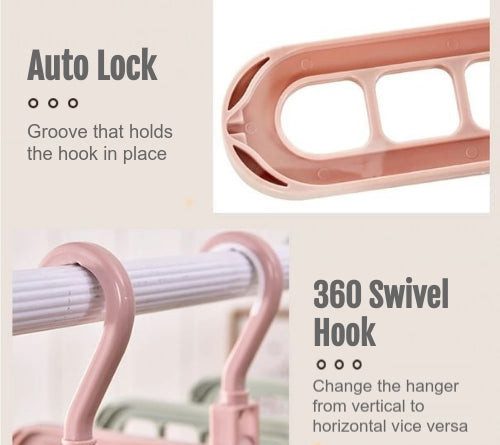 Auto Lock
Groove that holds
the hook in place
360 Swivel
Hook
Change the hanger
from vertical to
horizontal vice versa